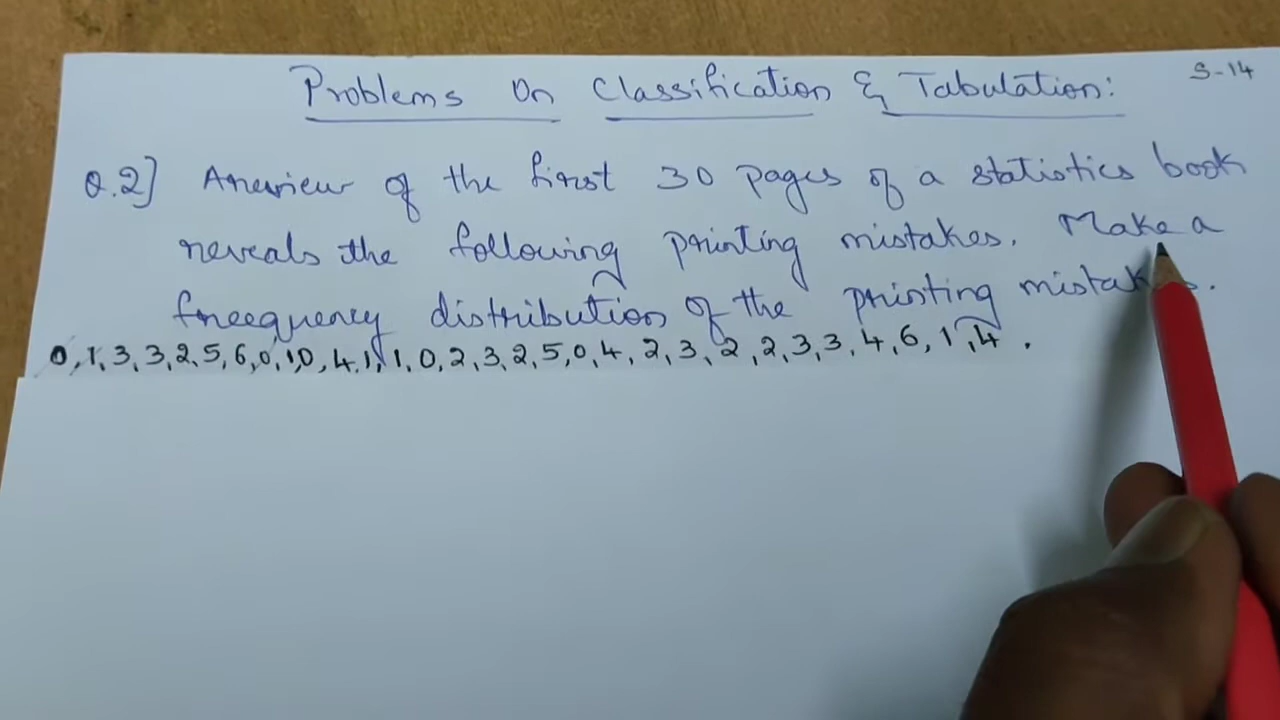 Problems On Classification & Tabulation:
S-14
Q.2] A review of the first 30 pages of a statistics book
reveals the following printing mistakes. Make a
freequency distribution of the printing mistakes.
0,1,3,3,2,5,6,0,1,0,4,1,1,0,2,3,2,5,0,4,2,3,2,2,3,3,4,6,1,4.